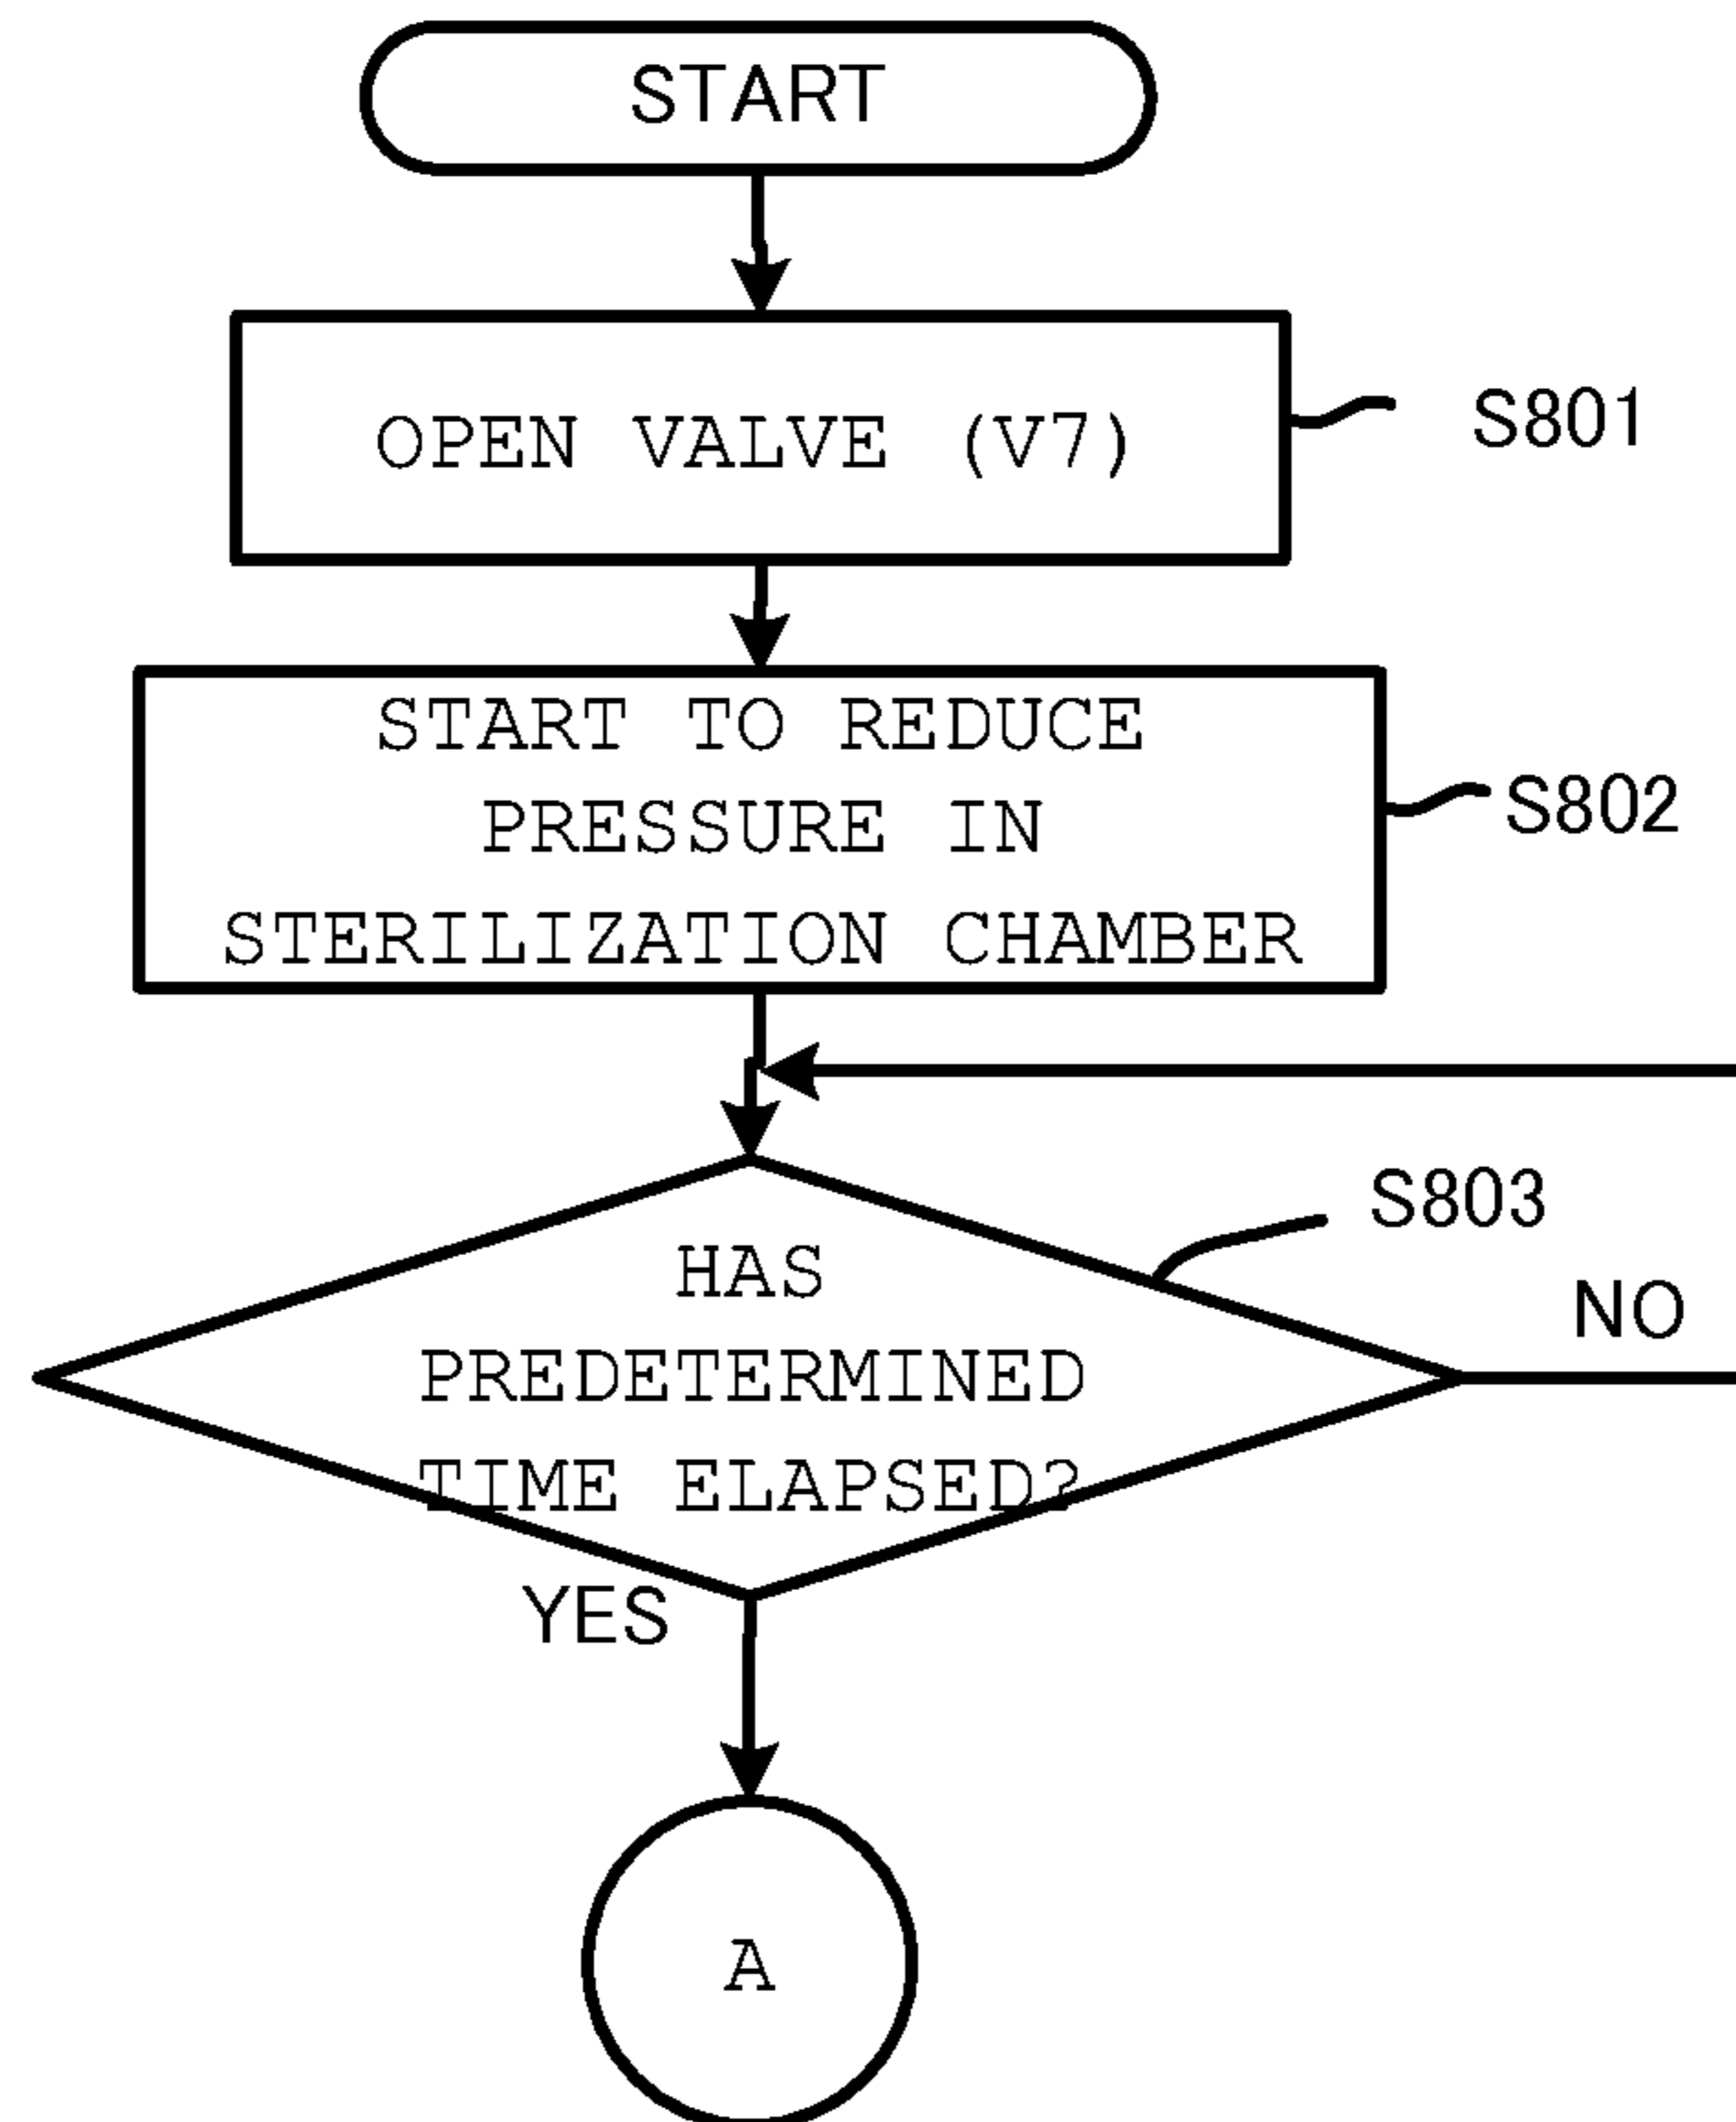 START
OPEN VALVE (V7)
S801
START TO REDUCE
PRESSURE IN
STERILIZATION CHAMBER
S802
S803
HAS
PREDETERMINED
TIME ELAPSED?
NO
YES
A